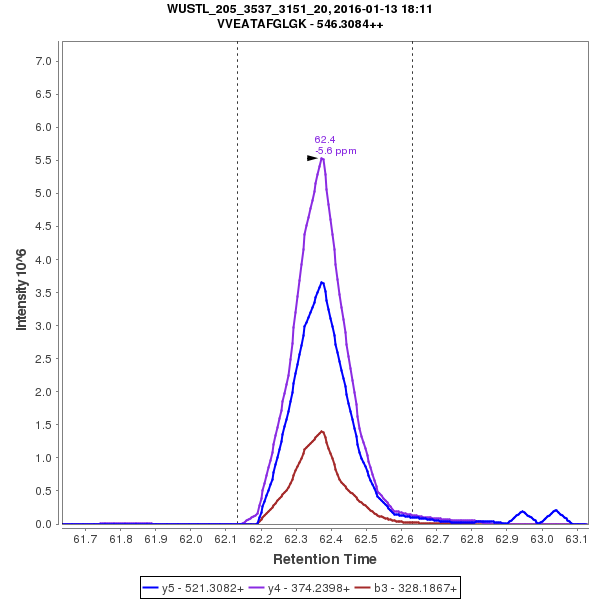 WUSTL_205_3537_3151_20, 2016-01-13 18:11
VVEATAFGLGK - 546.3084++
Intensity 10^6
7.0
6.5
6.0
5.5
5.0
4.5
4.0
3.5
3.0
2.5
2.0
1.5
1.0
0.5
0.0
62.4
-5.6 ppm
61.7 61.8 61.9 62.0 62.1 62.2 62.3 62.4 62.5 62.6 62.7 62.8 62.9 63.0 63.1
Retention Time
y5 - 521.3082+ y4 - 374.2398+ b3 - 328.1867+